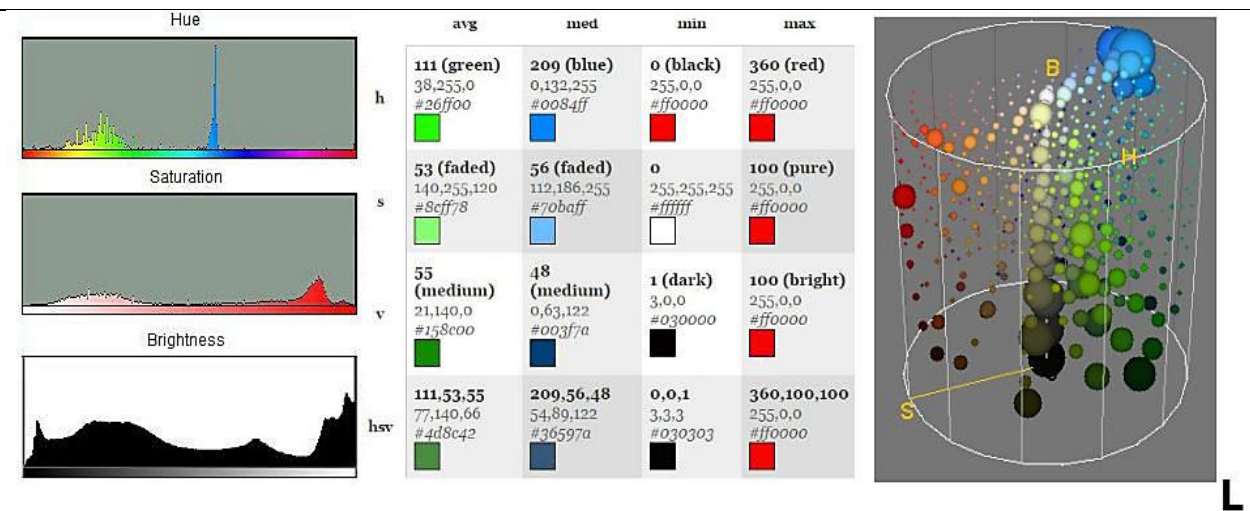 Hue
Saturation
Brightness
avg med min max
h
111 (green) 209 (blue) 0 (black) 360 (red)
38,255,0 0,132,255 255,0,0 255,0,0
#26ff00 #0084ff #ff0000 #ff0000
s
53 (faded) 56 (faded) 0 100 (pure)
140,255,120 112,186,255 255,255,255 255,0,0
#8cff78 #70baff #ffffff #ff0000
v
55 48
(medium) (medium) 1 (dark) 100 (bright)
21,140,0 0,63,122 3,0,0 255,0,0
#158c00 #003f7a #030000 #ff0000
hsv
111,53,55 209,56,48 0,0,1 360,100,100
77,140,66 54,89,122 3,3,3 255,0,0
#4d8c42 #36597a #030303 #ff0000
B
H
S
L